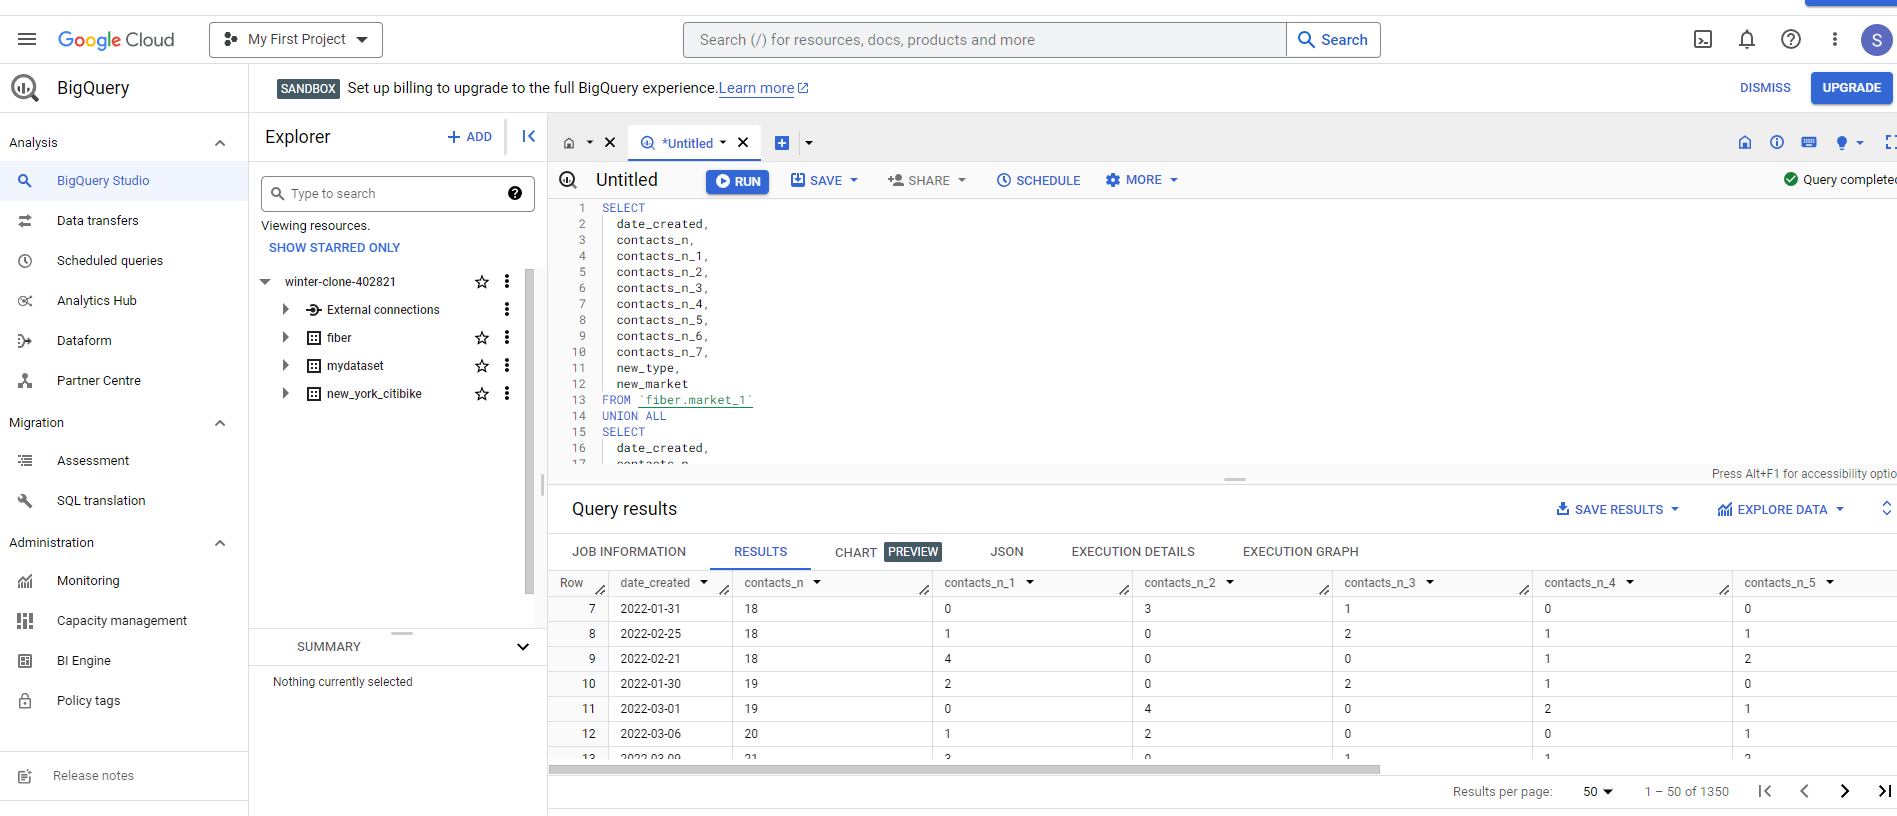 Google Cloud
My First Project
Search (/) for resources, docs, products and more
Search
S
BigQuery
SANDBOX Set up billing to upgrade to the full BigQuery experience. Learn more
DISMISS
UPGRADE
Analysis
BigQuery Studio
Data transfers
Scheduled queries
Analytics Hub
Dataform
Partner Centre
Migration
Assessment
SQL translation
Administration
Monitoring
Capacity management
BI Engine
Policy tags
Release notes
Explorer
+ ADD
Type to search
Viewing resources.
SHOW STARRED ONLY
winter-clone-402821
External connections
fiber
mydataset
new_york_citibike
SUMMARY
Nothing currently selected
*Untitled
Untitled
RUN
SAVE
SHARE
SCHEDULE
MORE
Query completed
1 SELECT
2 date_created,
3 contacts_n,
4 contacts_n_1,
5 contacts_n_2,
6 contacts_n_3,
7 contacts_n_4,
8 contacts_n_5,
9 contacts_n_6,
10 contacts_n_7,
11 new_type,
12 new_market
13 FROM `fiber.market_1`
14 UNION ALL
15 SELECT
16 date_created,
17 contacts_n
Press Alt+F1 for accessibility optio
Query results
SAVE RESULTS
EXPLORE DATA
JOB INFORMATION
RESULTS
CHART PREVIEW
JSON
EXECUTION DETAILS
EXECUTION GRAPH
Row date_created contacts_n contacts_n_1 contacts_n_2 contacts_n_3 contacts_n_4 contacts_n_5
7 2022-01-31 18 0 3 1 0 0
8 2022-02-25 18 1 0 2 1 1
9 2022-02-21 18 4 0 0 1 2
10 2022-01-30 19 2 0 2 1 0
11 2022-03-01 19 0 4 0 2 1
12 2022-03-06 20 1 2 0 0 1
13 2022-03-09 21 3 0 1 1 2
Results per page: 50 1 – 50 of 1350